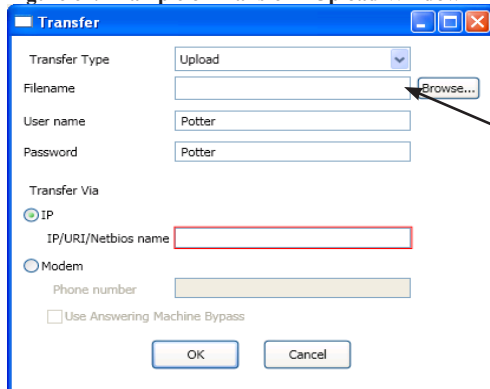 Transfer
Transfer Type Upload
Filename Browse...
User name Potter
Password Potter
Transfer Via
IP
IP/URI/Netbios name
Modem
Phone number
Use Answering Machine Bypass
OK Cancel